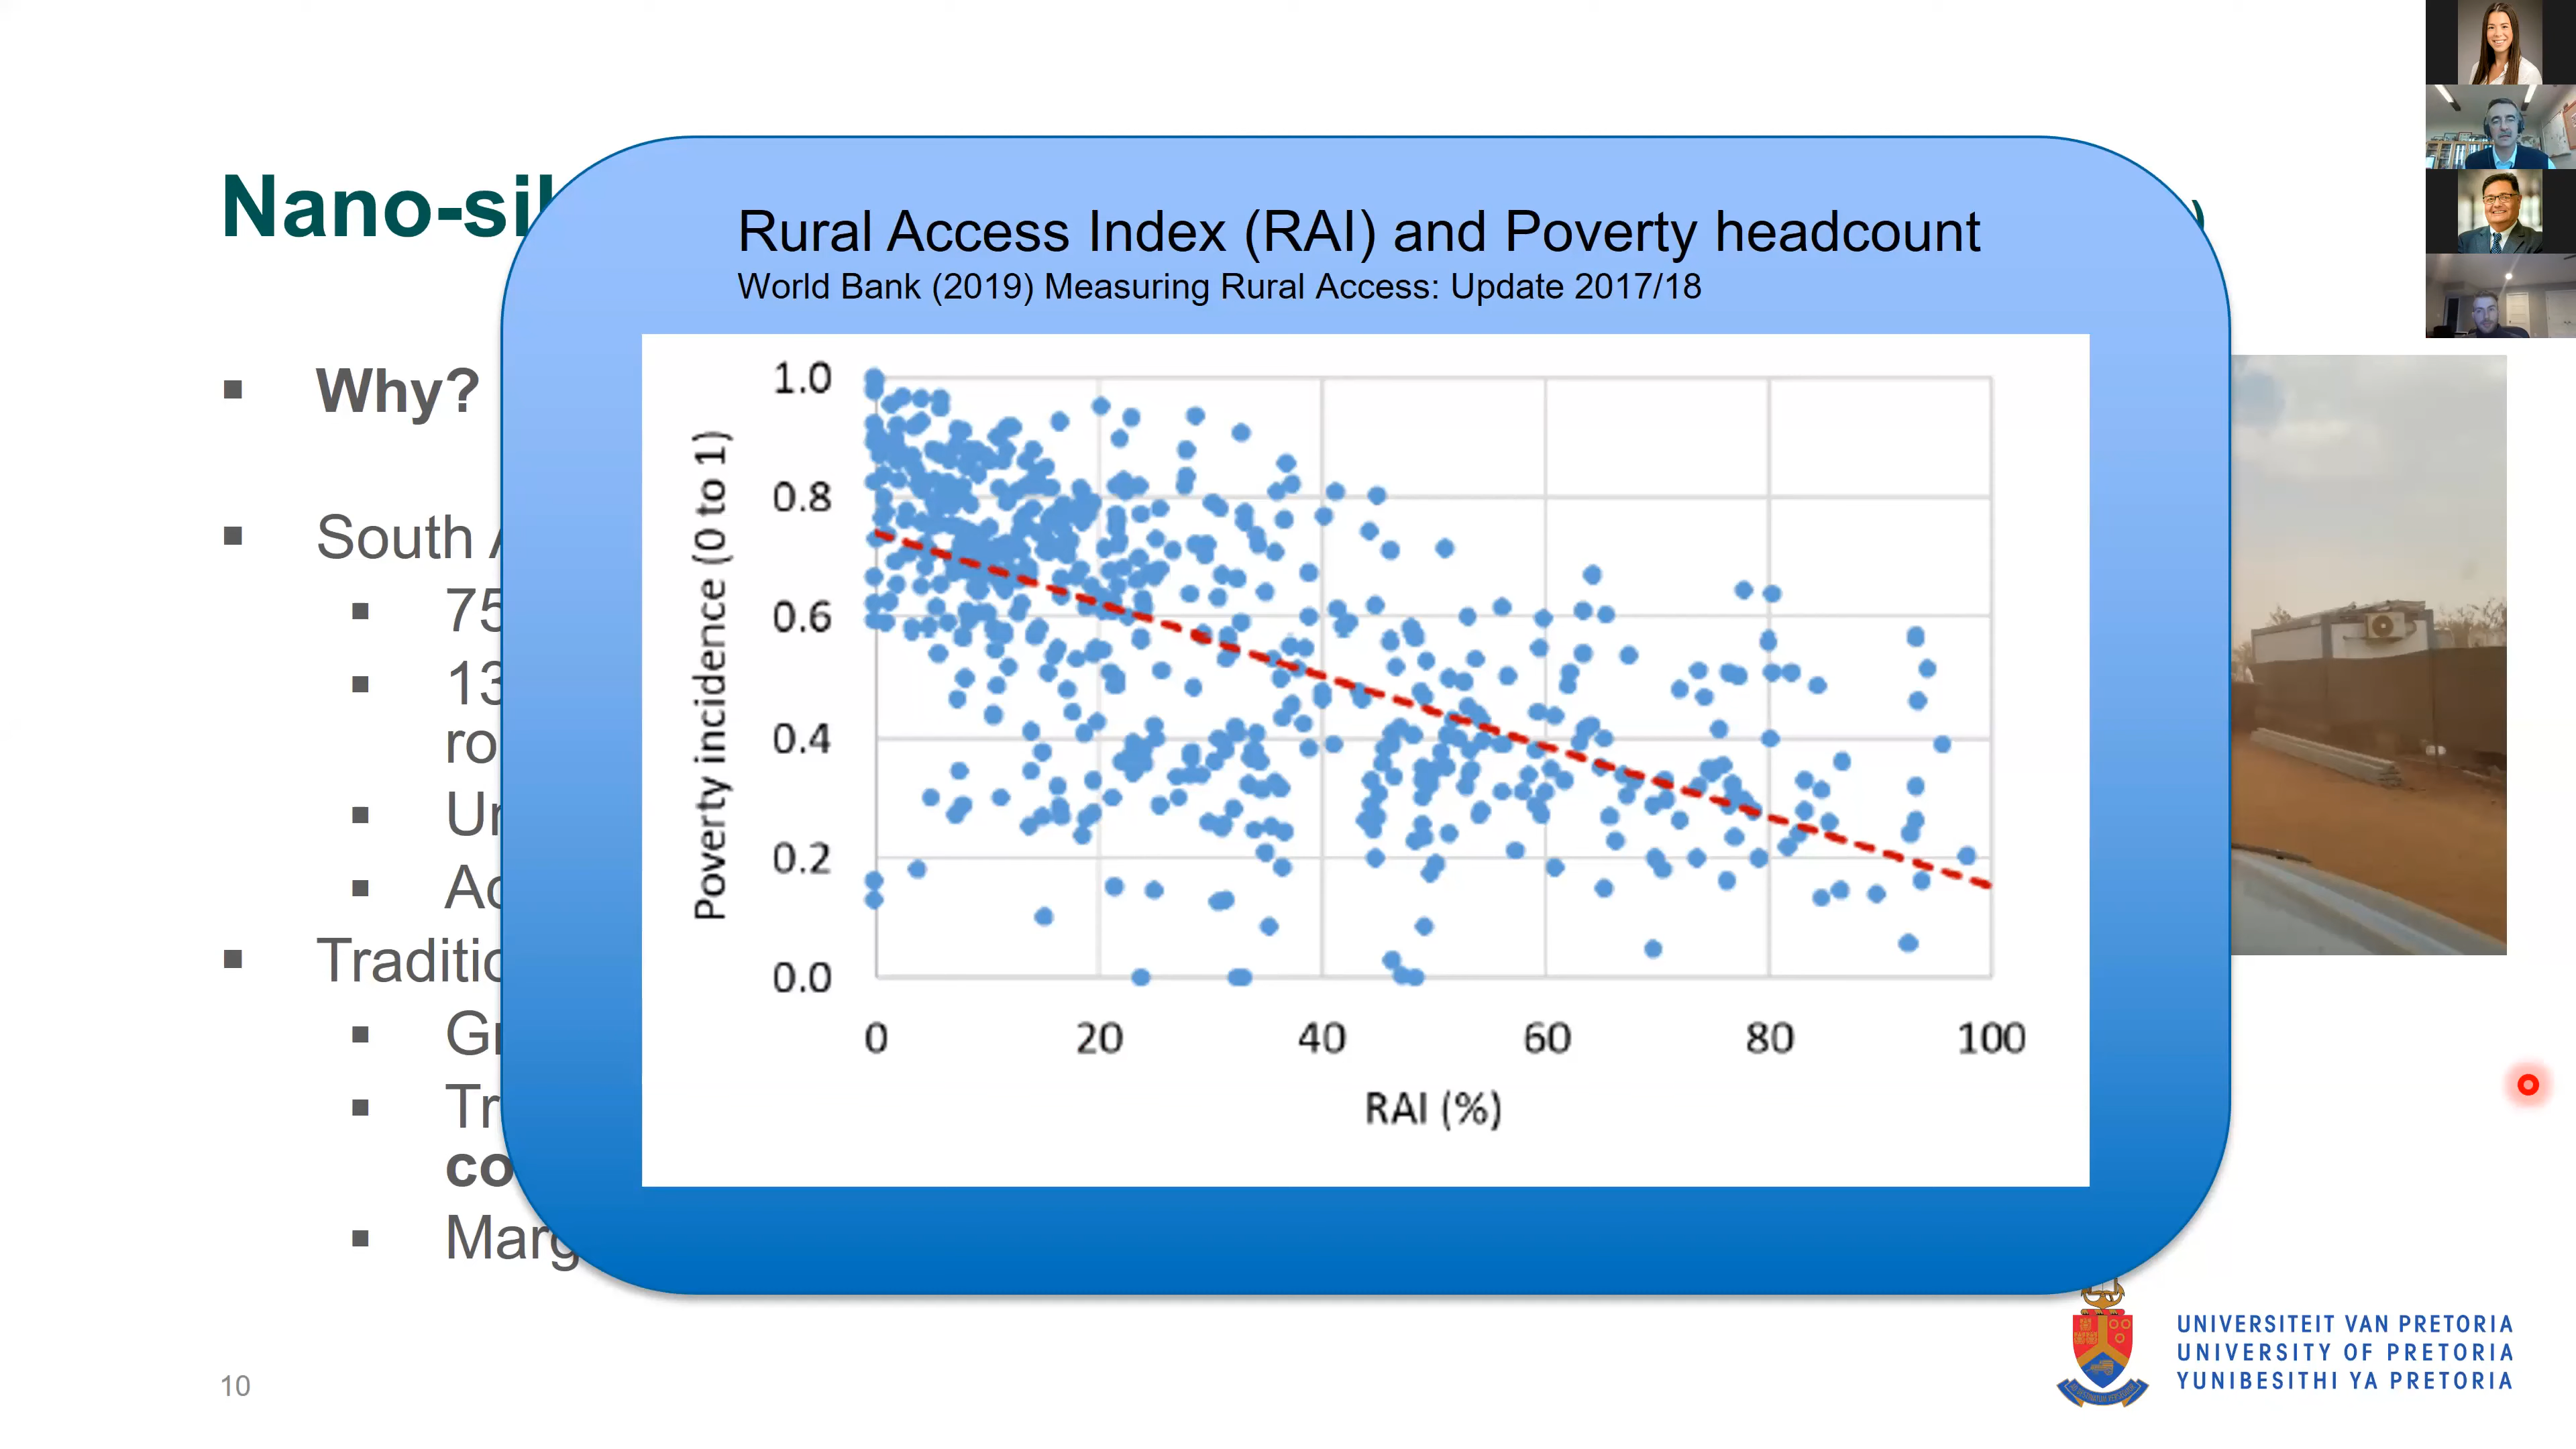 Nano-sil
Rural Access Index (RAI) and Poverty headcount
World Bank (2019) Measuring Rural Access: Update 2017/18
Why?
South A
75
13
ro
Un
Ac
Traditio
Gr
Tr
co
Marg
Poverty incidence (0 to 1)
1.0
0.8
0.6
0.4
0.2
0.0
0 20 40 60 80 100
RAI (%)
UNIVERSITEIT VAN PRETORIA
UNIVERSITY OF PRETORIA
YUNIBESITHI YA PRETORIA
10